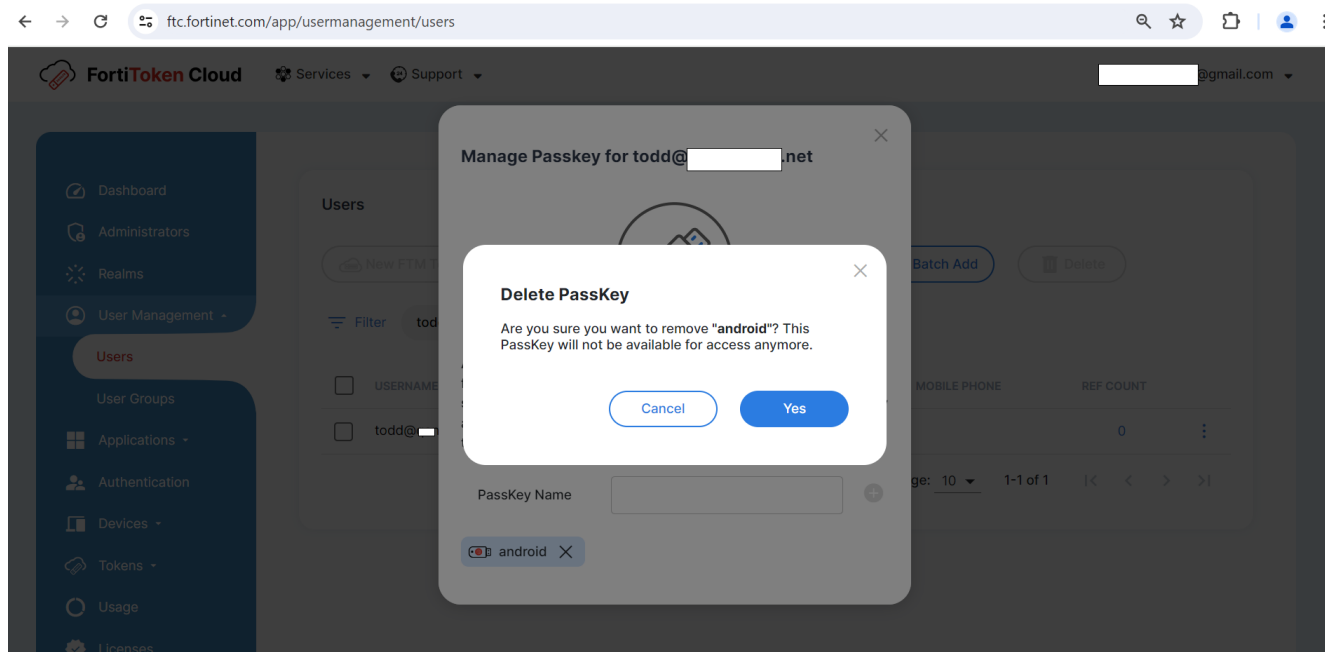 ftc.fortinet.com/app/usermanagement/users
FortiToken Cloud
Services
Support
@gmail.com
Manage Passkey for todd@ .net
Dashboard
Users
Administrators
New FTM T
Batch Add
Delete
Realms
Delete PassKey
User Management
Filter
tod
Are you sure you want to remove "android"? This
PassKey will not be available for access anymore.
Users
USERNAME
MOBILE PHONE
REF COUNT
User Groups
Cancel
Yes
Applications
todd@
0
Authentication
ge: 10
1-1 of 1
PassKey Name
Devices
android
Tokens
Usage
Licenses